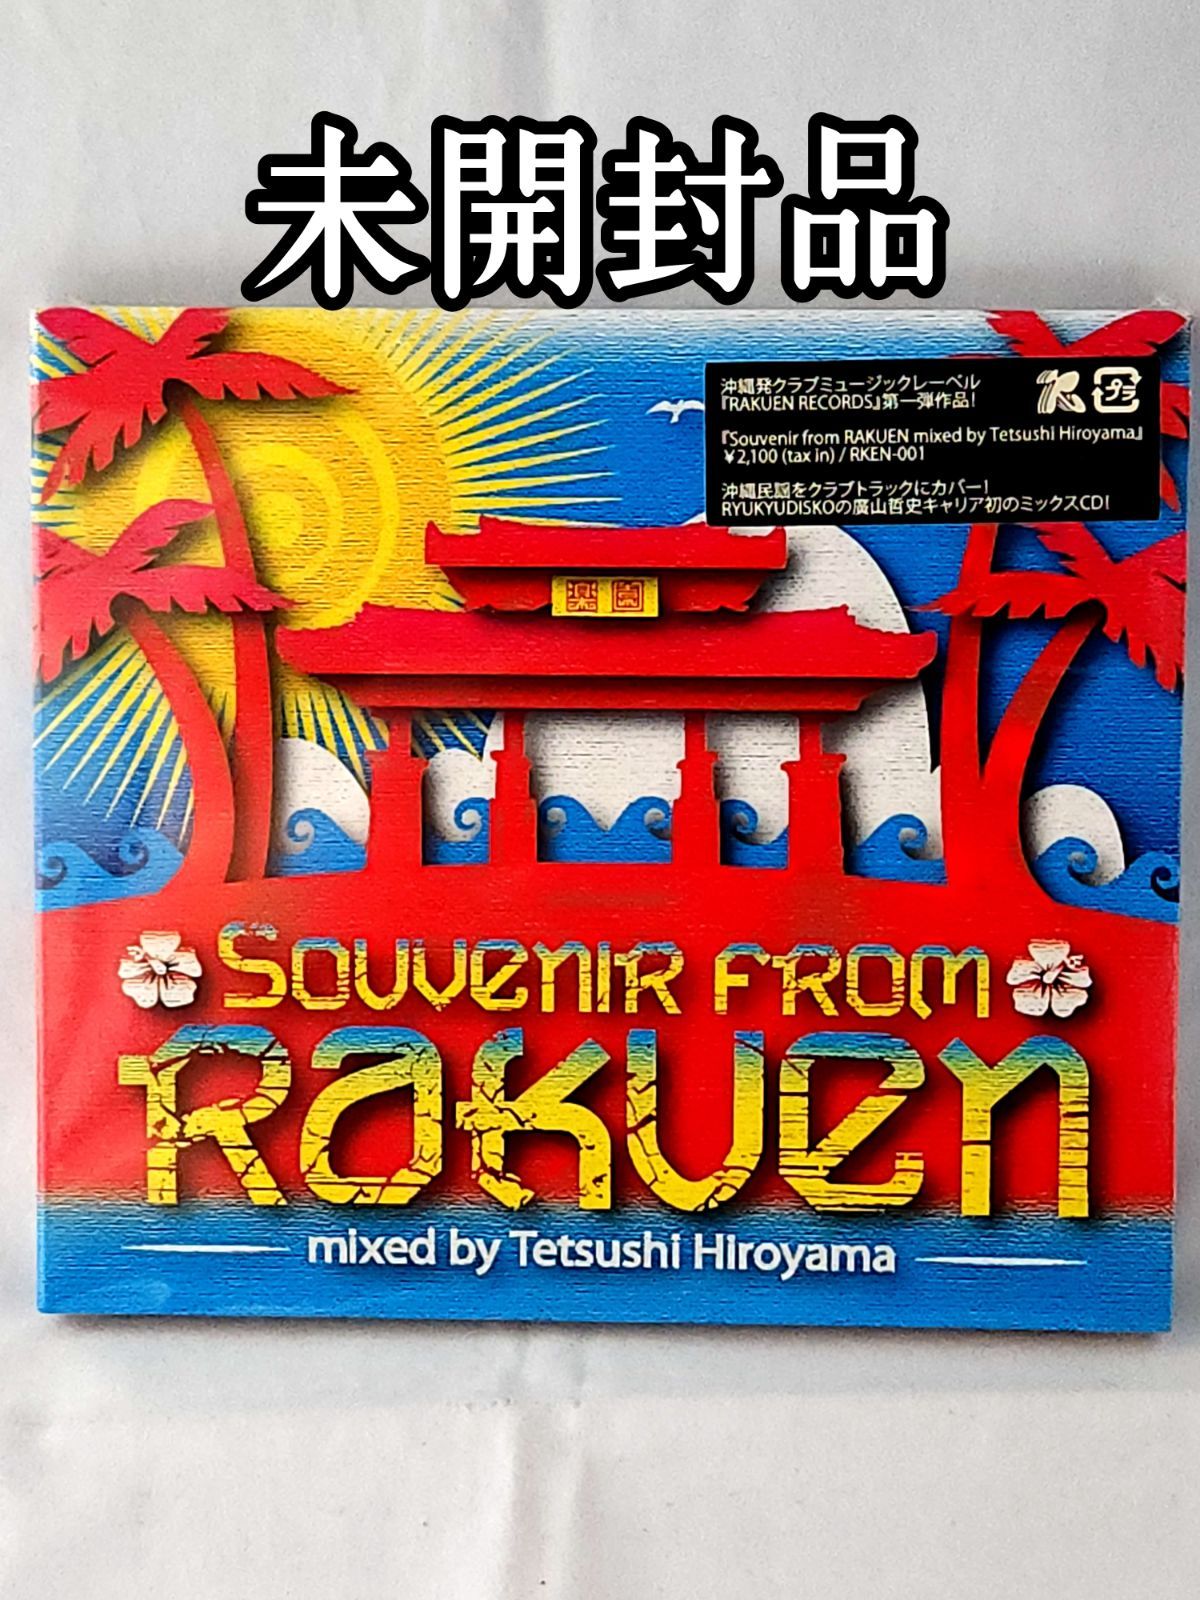 未開封品
沖縄発クラブミュージックレーベル
『RAKUEN RECORDS』第一弾作品!
プラ
『Souvenir from RAKUEN mixed by Tetsushi Hiroyama』
¥2,100 (tax in) / RKEN-001
沖縄民謡をクラブトラックにカバー!
RYUKYUDISKOの廣山哲史キャリア初のミックスCD!
SOUVENIR FROM
RAKUEN
mixed by Tetsushi Hiroyama